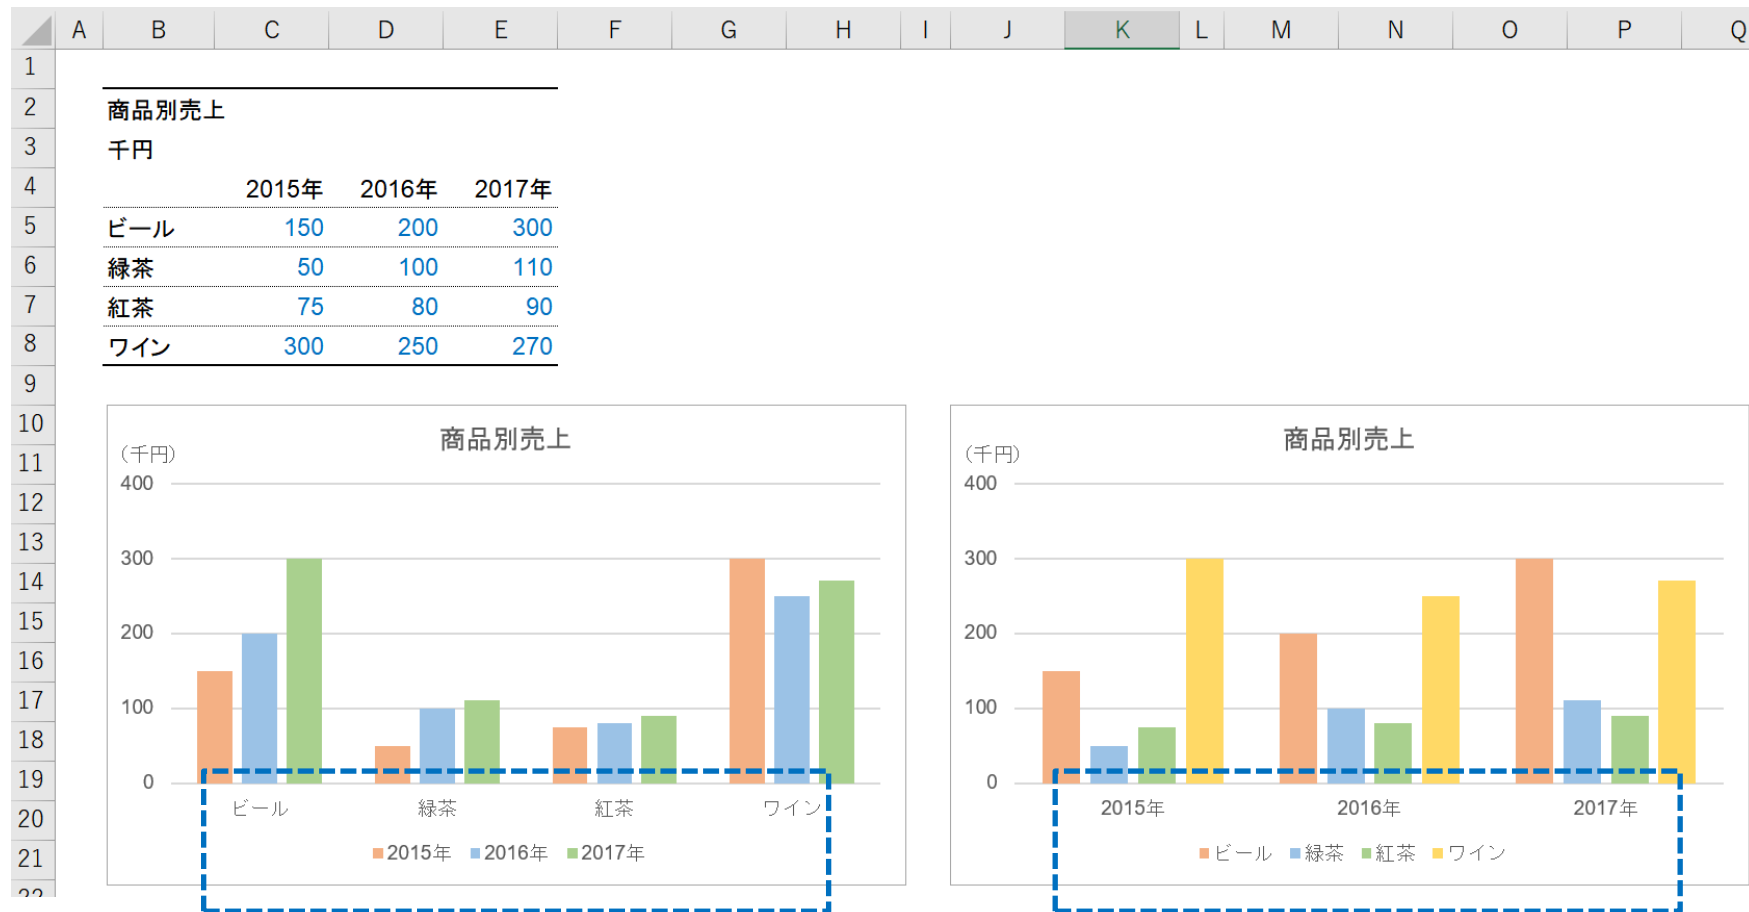 A B C D E F G H I J K L M N O P Q
1
2 商品別売上
3 千円
4 2015年 2016年 2017年
5 ビール 150 200 300
6 緑茶 50 100 110
7 紅茶 75 80 90
8 ワイン 300 250 270
9
10
11
12
13
14
15
16
17
18
19
20
21
22
商品別売上
(千円)
400
300
200
100
0
ビール 緑茶 紅茶 ワイン
2015年 2016年 2017年
商品別売上
(千円)
400
300
200
100
0
2015年 2016年 2017年
ビール 緑茶 紅茶 ワイン